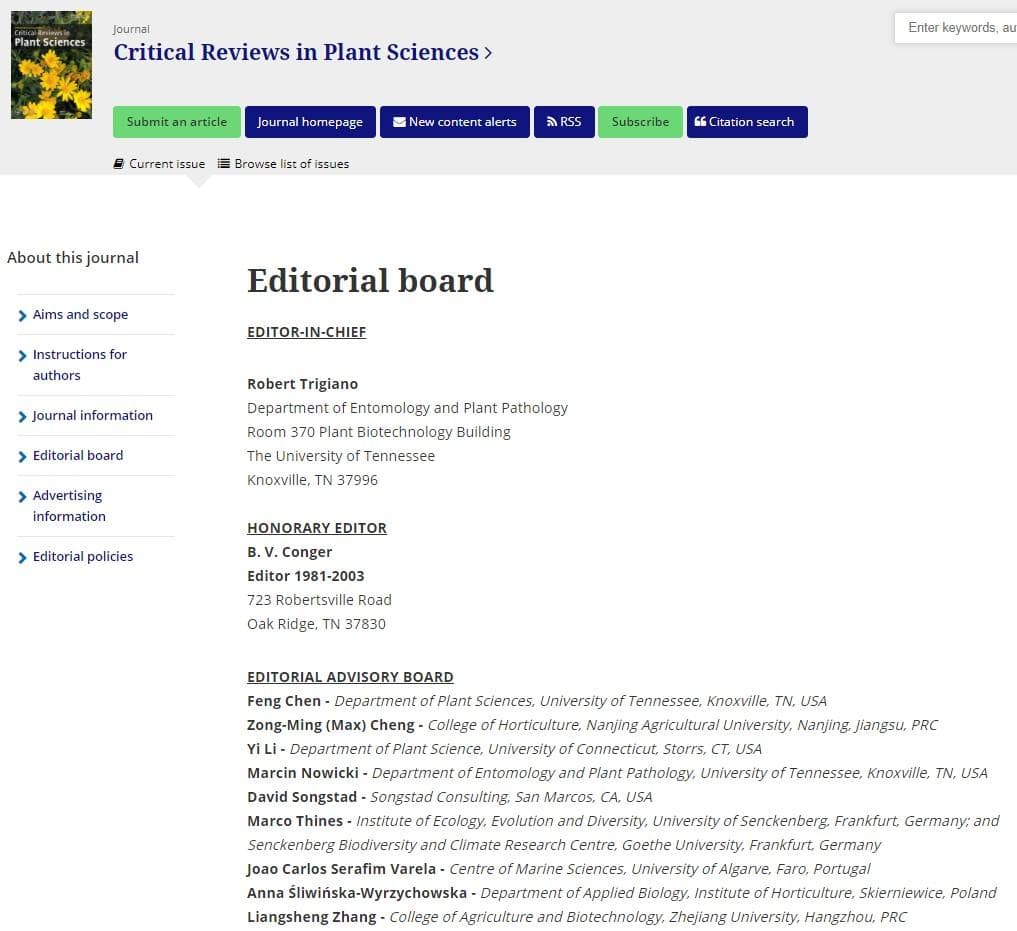 Critical Reviews in
Plant Sciences
Journal
Critical Reviews in Plant Sciences
Enter keywords, au
Submit an article
Journal homepage
New content alerts
RSS
Subscribe
Citation search
Current issue
Browse list of issues
About this journal
Aims and scope
Instructions for
authors
Journal information
Editorial board
Advertising
information
Editorial policies
Editorial board
EDITOR-IN-CHIEF
Robert Trigiano
Department of Entomology and Plant Pathology
Room 370 Plant Biotechnology Building
The University of Tennessee
Knoxville, TN 37996
HONORARY EDITOR
B. V. Conger
Editor 1981-2003
723 Robertsville Road
Oak Ridge, TN 37830
EDITORIAL ADVISORY BOARD
Feng Chen - Department of Plant Sciences, University of Tennessee, Knoxville, TN, USA
Zong-Ming (Max) Cheng - College of Horticulture, Nanjing Agricultural University, Nanjing, Jiangsu, PRC
Yi Li - Department of Plant Science, University of Connecticut, Storrs, CT, USA
Marcin Nowicki - Department of Entomology and Plant Pathology, University of Tennessee, Knoxville, TN, USA
David Songstad - Songstad Consulting, San Marcos, CA, USA
Marco Thines - Institute of Ecology, Evolution and Diversity, University of Senckenberg, Frankfurt, Germany; and
Senckenberg Biodiversity and Climate Research Centre, Goethe University, Frankfurt, Germany
Joao Carlos Serafim Varela - Centre of Marine Sciences, University of Algarve, Faro, Portugal
Anna Śliwińska-Wyrzychowska - Department of Applied Biology, Institute of Horticulture, Skierniewice, Poland
Liangsheng Zhang - College of Agriculture and Biotechnology, Zhejiang University, Hangzhou, PRC